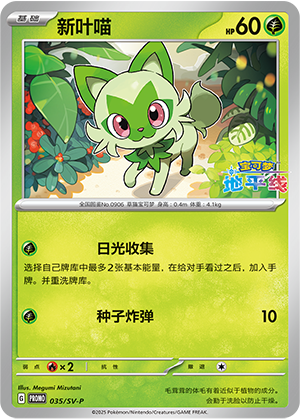 基础
新叶喵
HP60
宝可梦
地平线
全国图鉴No.0906 草猫宝可梦 身高：0.4m 体重：4.1kg
日光收集
选择自己牌库中最多2张基本能量，在给对手看过之后，加入手牌。并重洗牌库。
种子炸弹 10
弱点 ×2 抵抗力 撤退
Illus. Megumi Mizutani
G PROMO 035/SV-P
毛茸茸的体毛有着近似于植物的成分。
会勤于洗脸以防止干燥。
©2025 Pokémon/Nintendo/Creatures/GAME FREAK.